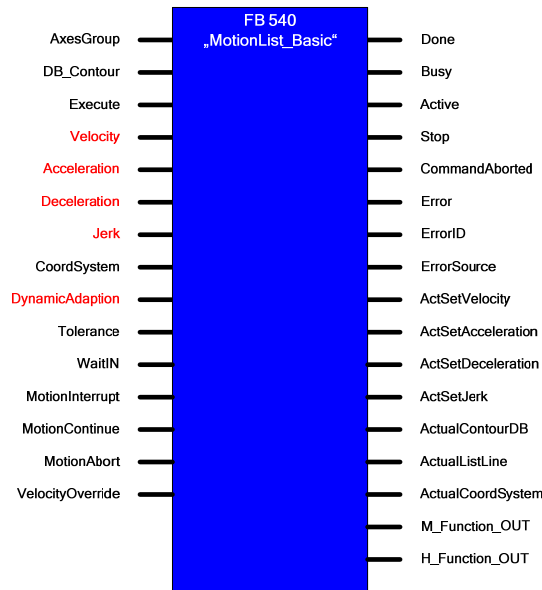 FB 540
„MotionList_Basic“
AxesGroup
DB_Contour
Execute
Velocity
Acceleration
Deceleration
Jerk
CoordSystem
DynamicAdaption
Tolerance
WaitIN
MotionInterrupt
MotionContinue
MotionAbort
VelocityOverride
Done
Busy
Active
Stop
CommandAborted
Error
ErrorID
ErrorSource
ActSetVelocity
ActSetAcceleration
ActSetDeceleration
ActSetJerk
ActualContourDB
ActualListLine
ActualCoordSystem
M_Function_OUT
H_Function_OUT